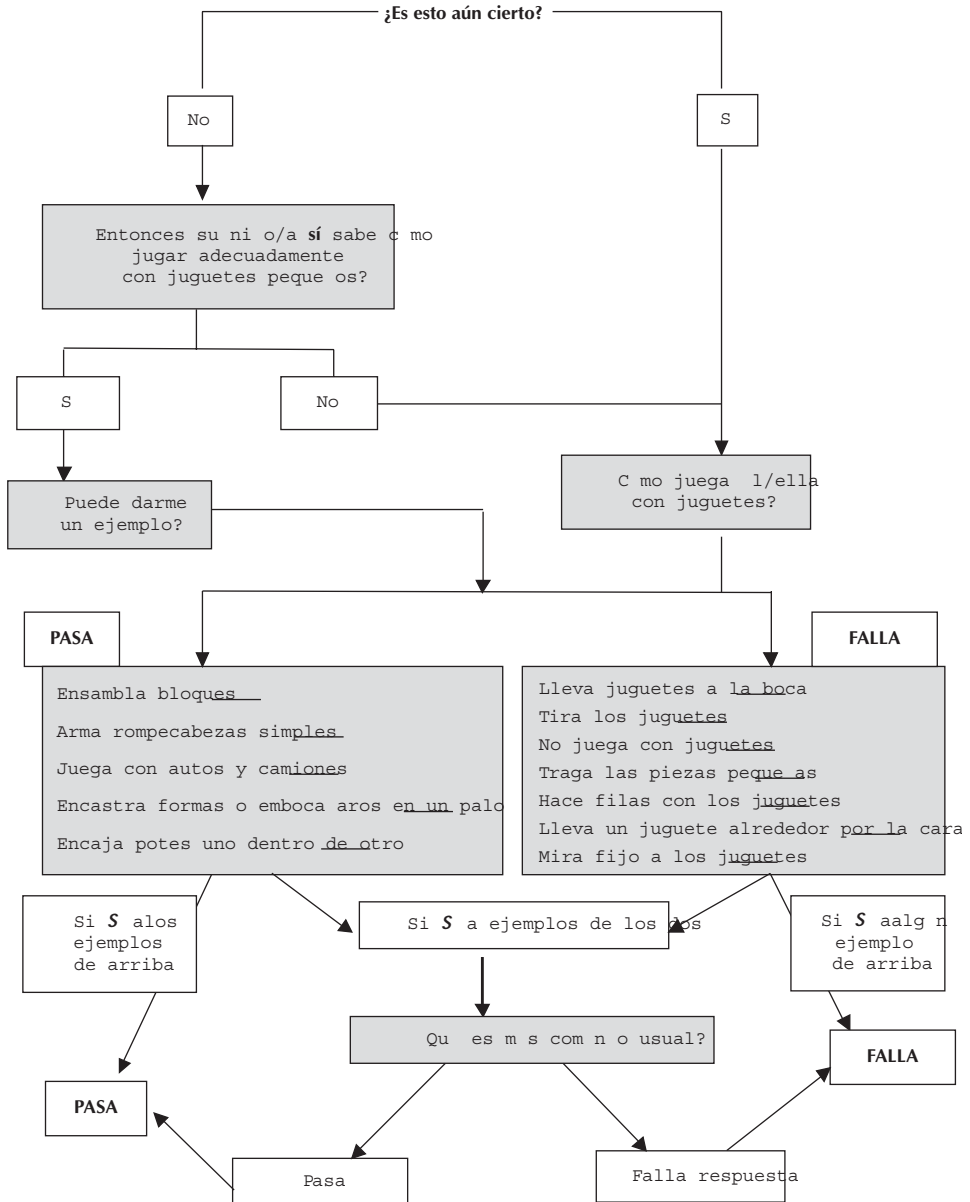 ¿Es esto aún cierto?
No
S
Entonces su ni o/a sí sabe c mo
jugar adecuadamente
con juguetes peque os?
S
No
Puede darme
un ejemplo?
C mo juega l/ella
con juguetes?
PASA
FALLA
Ensambla bloques
Arma rompecabezas simples
Juega con autos y camiones
Encastra formas o emboca aros en un palo
Encaja potes uno dentro de otro
Lleva juguetes a la boca
Tira los juguetes
No juega con juguetes
Traga las piezas peque as
Hace filas con los juguetes
Lleva un juguete alrededor por la cara
Mira fijo a los juguetes
Si S alos
ejemplos
de arriba
Si S a ejemplos de los dos
Si S aalg n
ejemplo
de arriba
Qu es m s com n o usual?
FALLA
PASA
Pasa
Falla respuesta